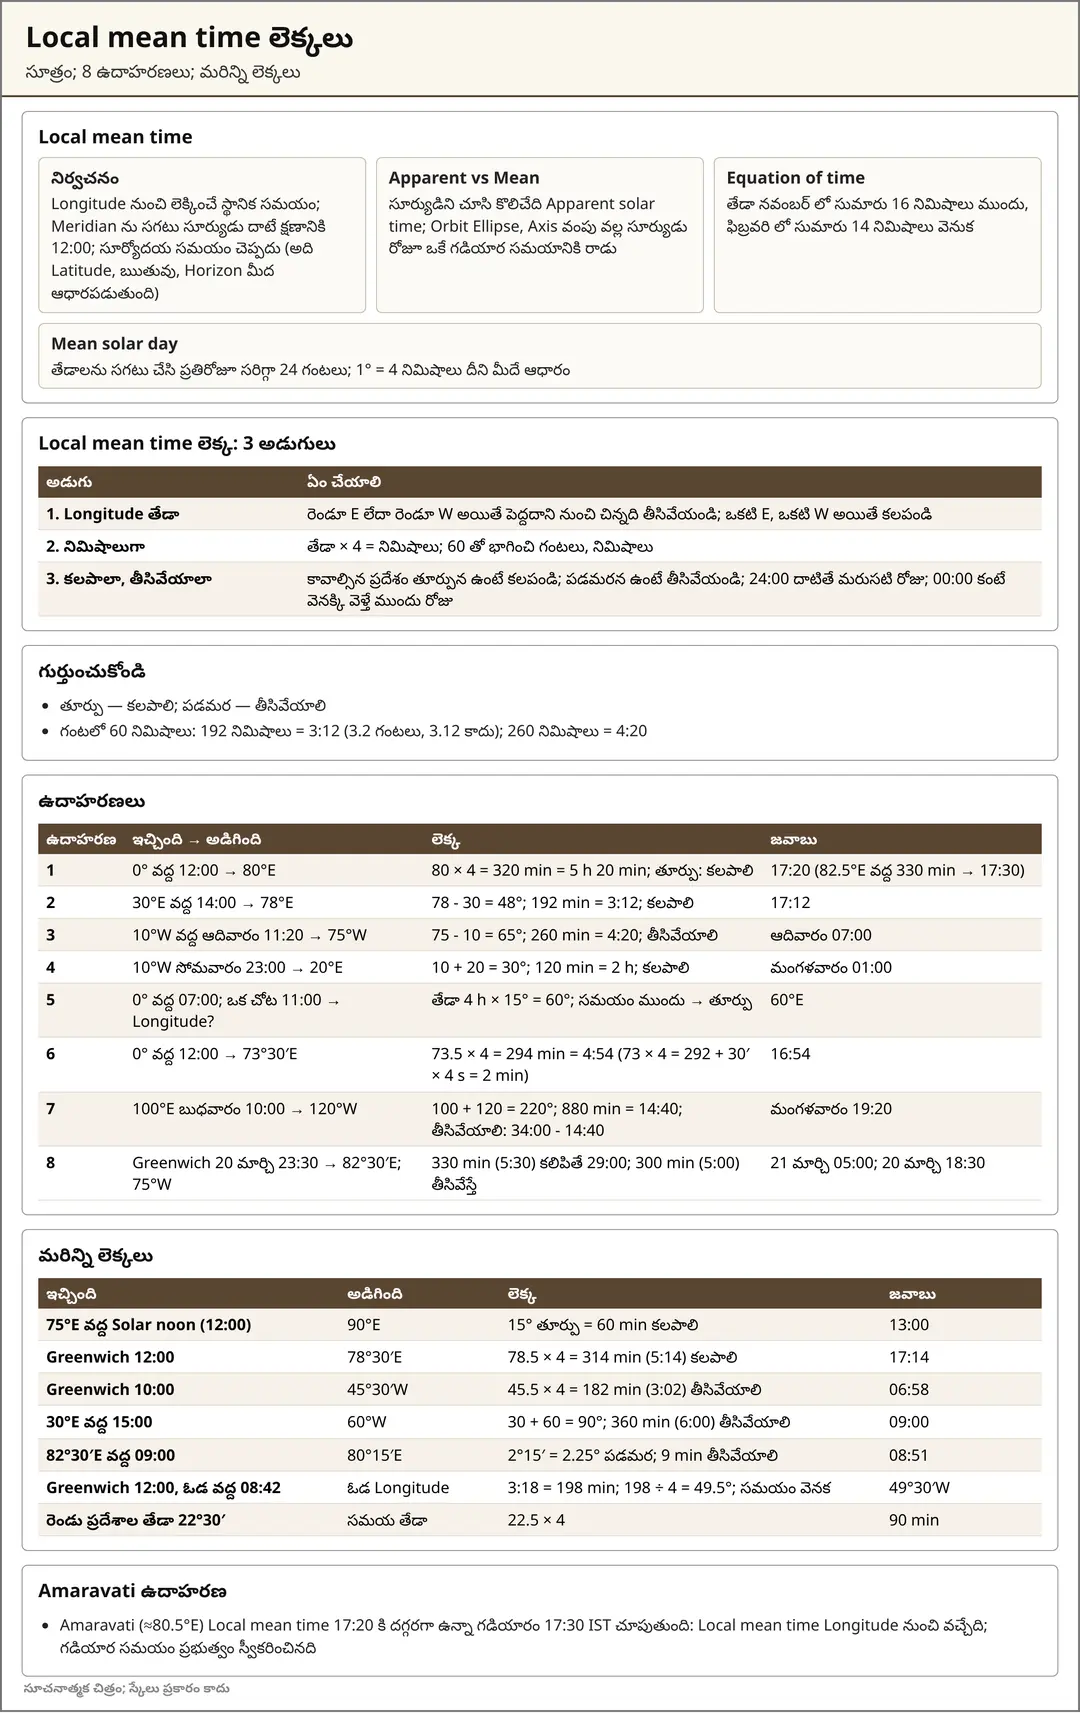 Local mean time లెక్కలు
సూత్రం; 8 ఉదాహరణలు; మరిన్ని లెక్కలు
Local mean time
నిర్వచనం
Longitude నుంచి లెక్కించే స్థానిక సమయం;
Meridian ను సగటు సూర్యుడు దాటే క్షణానికి
12:00; సూర్యోదయ సమయం చెప్పదు (అది
Latitude, ఋతువు, Horizon మీద
ఆధారపడుతుంది)
Apparent vs Mean
సూర్యుడిని చూసి కొలిచేది Apparent solar
time; Orbit Ellipse, Axis వంపు వల్ల సూర్యుడు
రోజూ ఒకే గడియార సమయానికి రాడు
Equation of time
తేడా నవంబర్ లో సుమారు 16 నిమిషాలు ముందు,
ఫిబ్రవరి లో సుమారు 14 నిమిషాలు వెనుక
Mean solar day
తేడాలను సగటు చేసి ప్రతిరోజూ సరిగ్గా 24 గంటలు; 1° = 4 నిమిషాలు దీని మీదే ఆధారం
Local mean time లెక్క: 3 అడుగులు
అడుగు ఏం చేయాలి
1. Longitude తేడా రెండూ E లేదా రెండూ W అయితే పెద్దదాని నుంచి చిన్నది తీసివేయండి; ఒకటి E, ఒకటి W అయితే కలపండి
2. నిమిషాలుగా తేడా × 4 = నిమిషాలు; 60 తో భాగించి గంటలు, నిమిషాలు
3. కలపాలా, తీసివేయాలా కావాల్సిన ప్రదేశం తూర్పున ఉంటే కలపండి; పడమరన ఉంటే తీసివేయండి; 24:00 దాటితే మరుసటి రోజు; 00:00 కంటే
వెనక్కి వెళ్తే ముందు రోజు
గుర్తుంచుకోండి
• తూర్పు — కలపాలి; పడమర — తీసివేయాలి
• గంటలో 60 నిమిషాలు: 192 నిమిషాలు = 3:12 (3.2 గంటలు, 3.12 కాదు); 260 నిమిషాలు = 4:20
ఉదాహరణలు
ఉదాహరణ ఇచ్చింది → అడిగింది లెక్క జవాబు
1 0° వద్ద 12:00 → 80°E 80 × 4 = 320 min = 5 h 20 min; తూర్పు: కలపాలి 17:20 (82.5°E వద్ద 330 min → 17:30)
2 30°E వద్ద 14:00 → 78°E 78 - 30 = 48°; 192 min = 3:12; కలపాలి 17:12
3 10°W వద్ద ఆదివారం 11:20 → 75°W 75 - 10 = 65°; 260 min = 4:20; తీసివేయాలి ఆదివారం 07:00
4 10°W సోమవారం 23:00 → 20°E 10 + 20 = 30°; 120 min = 2 h; కలపాలి మంగళవారం 01:00
5 0° వద్ద 07:00; ఒక చోట 11:00 → తేడా 4 h × 15° = 60°; సమయం ముందు → తూర్పు 60°E
Longitude?
6 0° వద్ద 12:00 → 73°30′E 73.5 × 4 = 294 min = 4:54 (73 × 4 = 292 + 30′ 16:54
× 4 s = 2 min)
7 100°E బుధవారం 10:00 → 120°W 100 + 120 = 220°; 880 min = 14:40; మంగళవారం 19:20
తీసివేయాలి: 34:00 - 14:40
8 Greenwich 20 మార్చి 23:30 → 82°30′E; 330 min (5:30) కలిపితే 29:00; 300 min (5:00) 21 మార్చి 05:00; 20 మార్చి 18:30
75°W తీసివేస్తే
మరిన్ని లెక్కలు
ఇచ్చింది అడిగింది లెక్క జవాబు
75°E వద్ద Solar noon (12:00) 90°E 15° తూర్పు = 60 min కలపాలి 13:00
Greenwich 12:00 78°30′E 78.5 × 4 = 314 min (5:14) కలపాలి 17:14
Greenwich 10:00 45°30′W 45.5 × 4 = 182 min (3:02) తీసివేయాలి 06:58
30°E వద్ద 15:00 60°W 30 + 60 = 90°; 360 min (6:00) తీసివేయాలి 09:00
82°30′E వద్ద 09:00 80°15′E 2°15′ = 2.25° పడమర; 9 min తీసివేయాలి 08:51
Greenwich 12:00, ఓడ వద్ద 08:42 ఓడ Longitude 3:18 = 198 min; 198 ÷ 4 = 49.5°; సమయం వెనక 49°30′W
రెండు ప్రదేశాల తేడా 22°30′ సమయ తేడా 22.5 × 4 90 min
Amaravati ఉదాహరణ
• Amaravati (≈80.5°E) Local mean time 17:20 కి దగ్గరగా ఉన్నా గడియారం 17:30 IST చూపుతుంది: Local mean time Longitude నుంచి వచ్చేది;
గడియార సమయం ప్రభుత్వం స్వీకరించినది
సూచనాత్మక చిత్రం; స్కేలు ప్రకారం కాదు